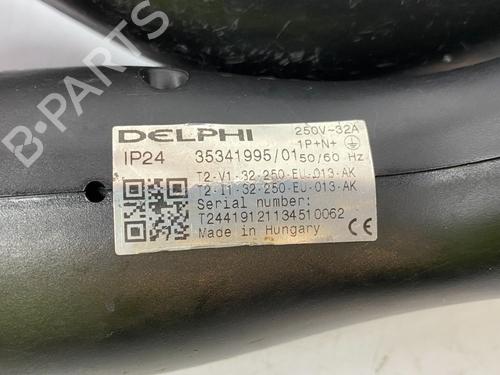 B-PARTS
DELPHI 250V-32A
1P+N+
IP24 35341995/01 50/60 Hz
T2-V1-32-250-EU-013-AK
T2-I1-32-250-EU-013-AK
Serial number:
T24419121134510062
Made in Hungary CE